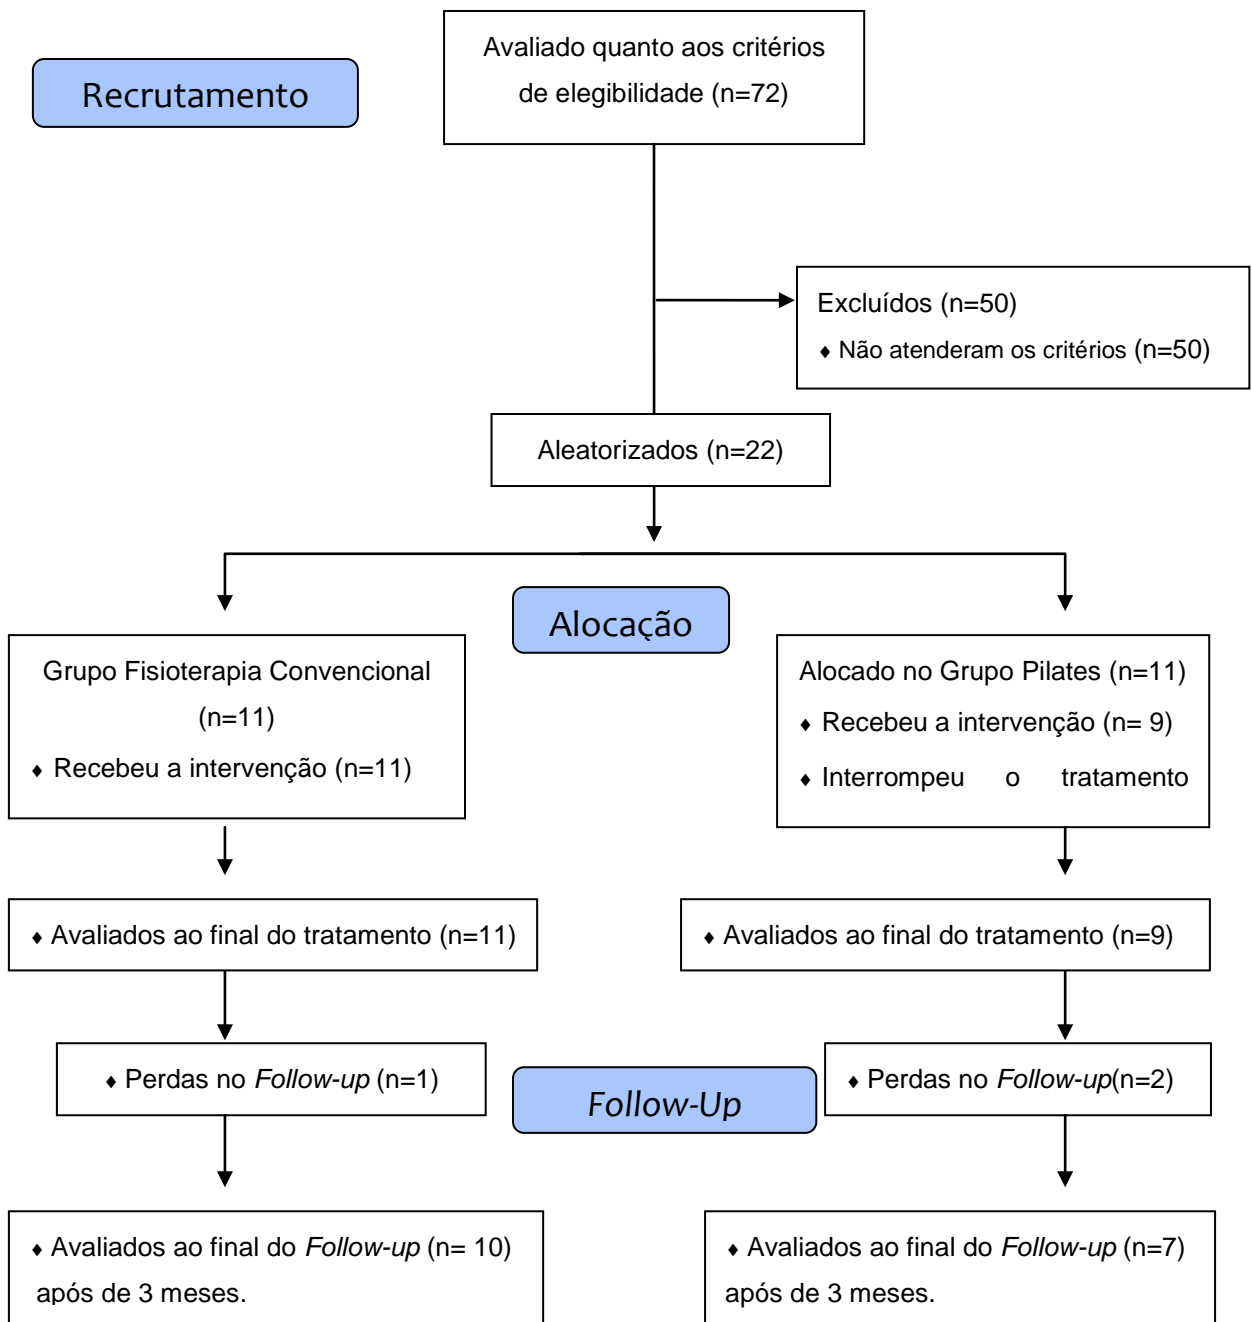 Avaliado quanto aos critérios
de elegibilidade (n=72)
Recrutamento
Excluídos (n=50)
♦ Não atenderam os critérios (n=50)
Aleatorizados (n=22)
Alocação
Grupo Fisioterapia Convencional
(n=11)
♦ Recebeu a intervenção (n=11)
Alocado no Grupo Pilates (n=11)
♦ Recebeu a intervenção (n= 9)
♦ Interrompeu o tratamento
♦ Avaliados ao final do tratamento (n=11)
♦ Avaliados ao final do tratamento (n=9)
♦ Perdas no Follow-up (n=1)
♦ Perdas no Follow-up(n=2)
Follow-Up
♦ Avaliados ao final do Follow-up (n= 10)
após de 3 meses.
♦ Avaliados ao final do Follow-up (n=7)
após de 3 meses.